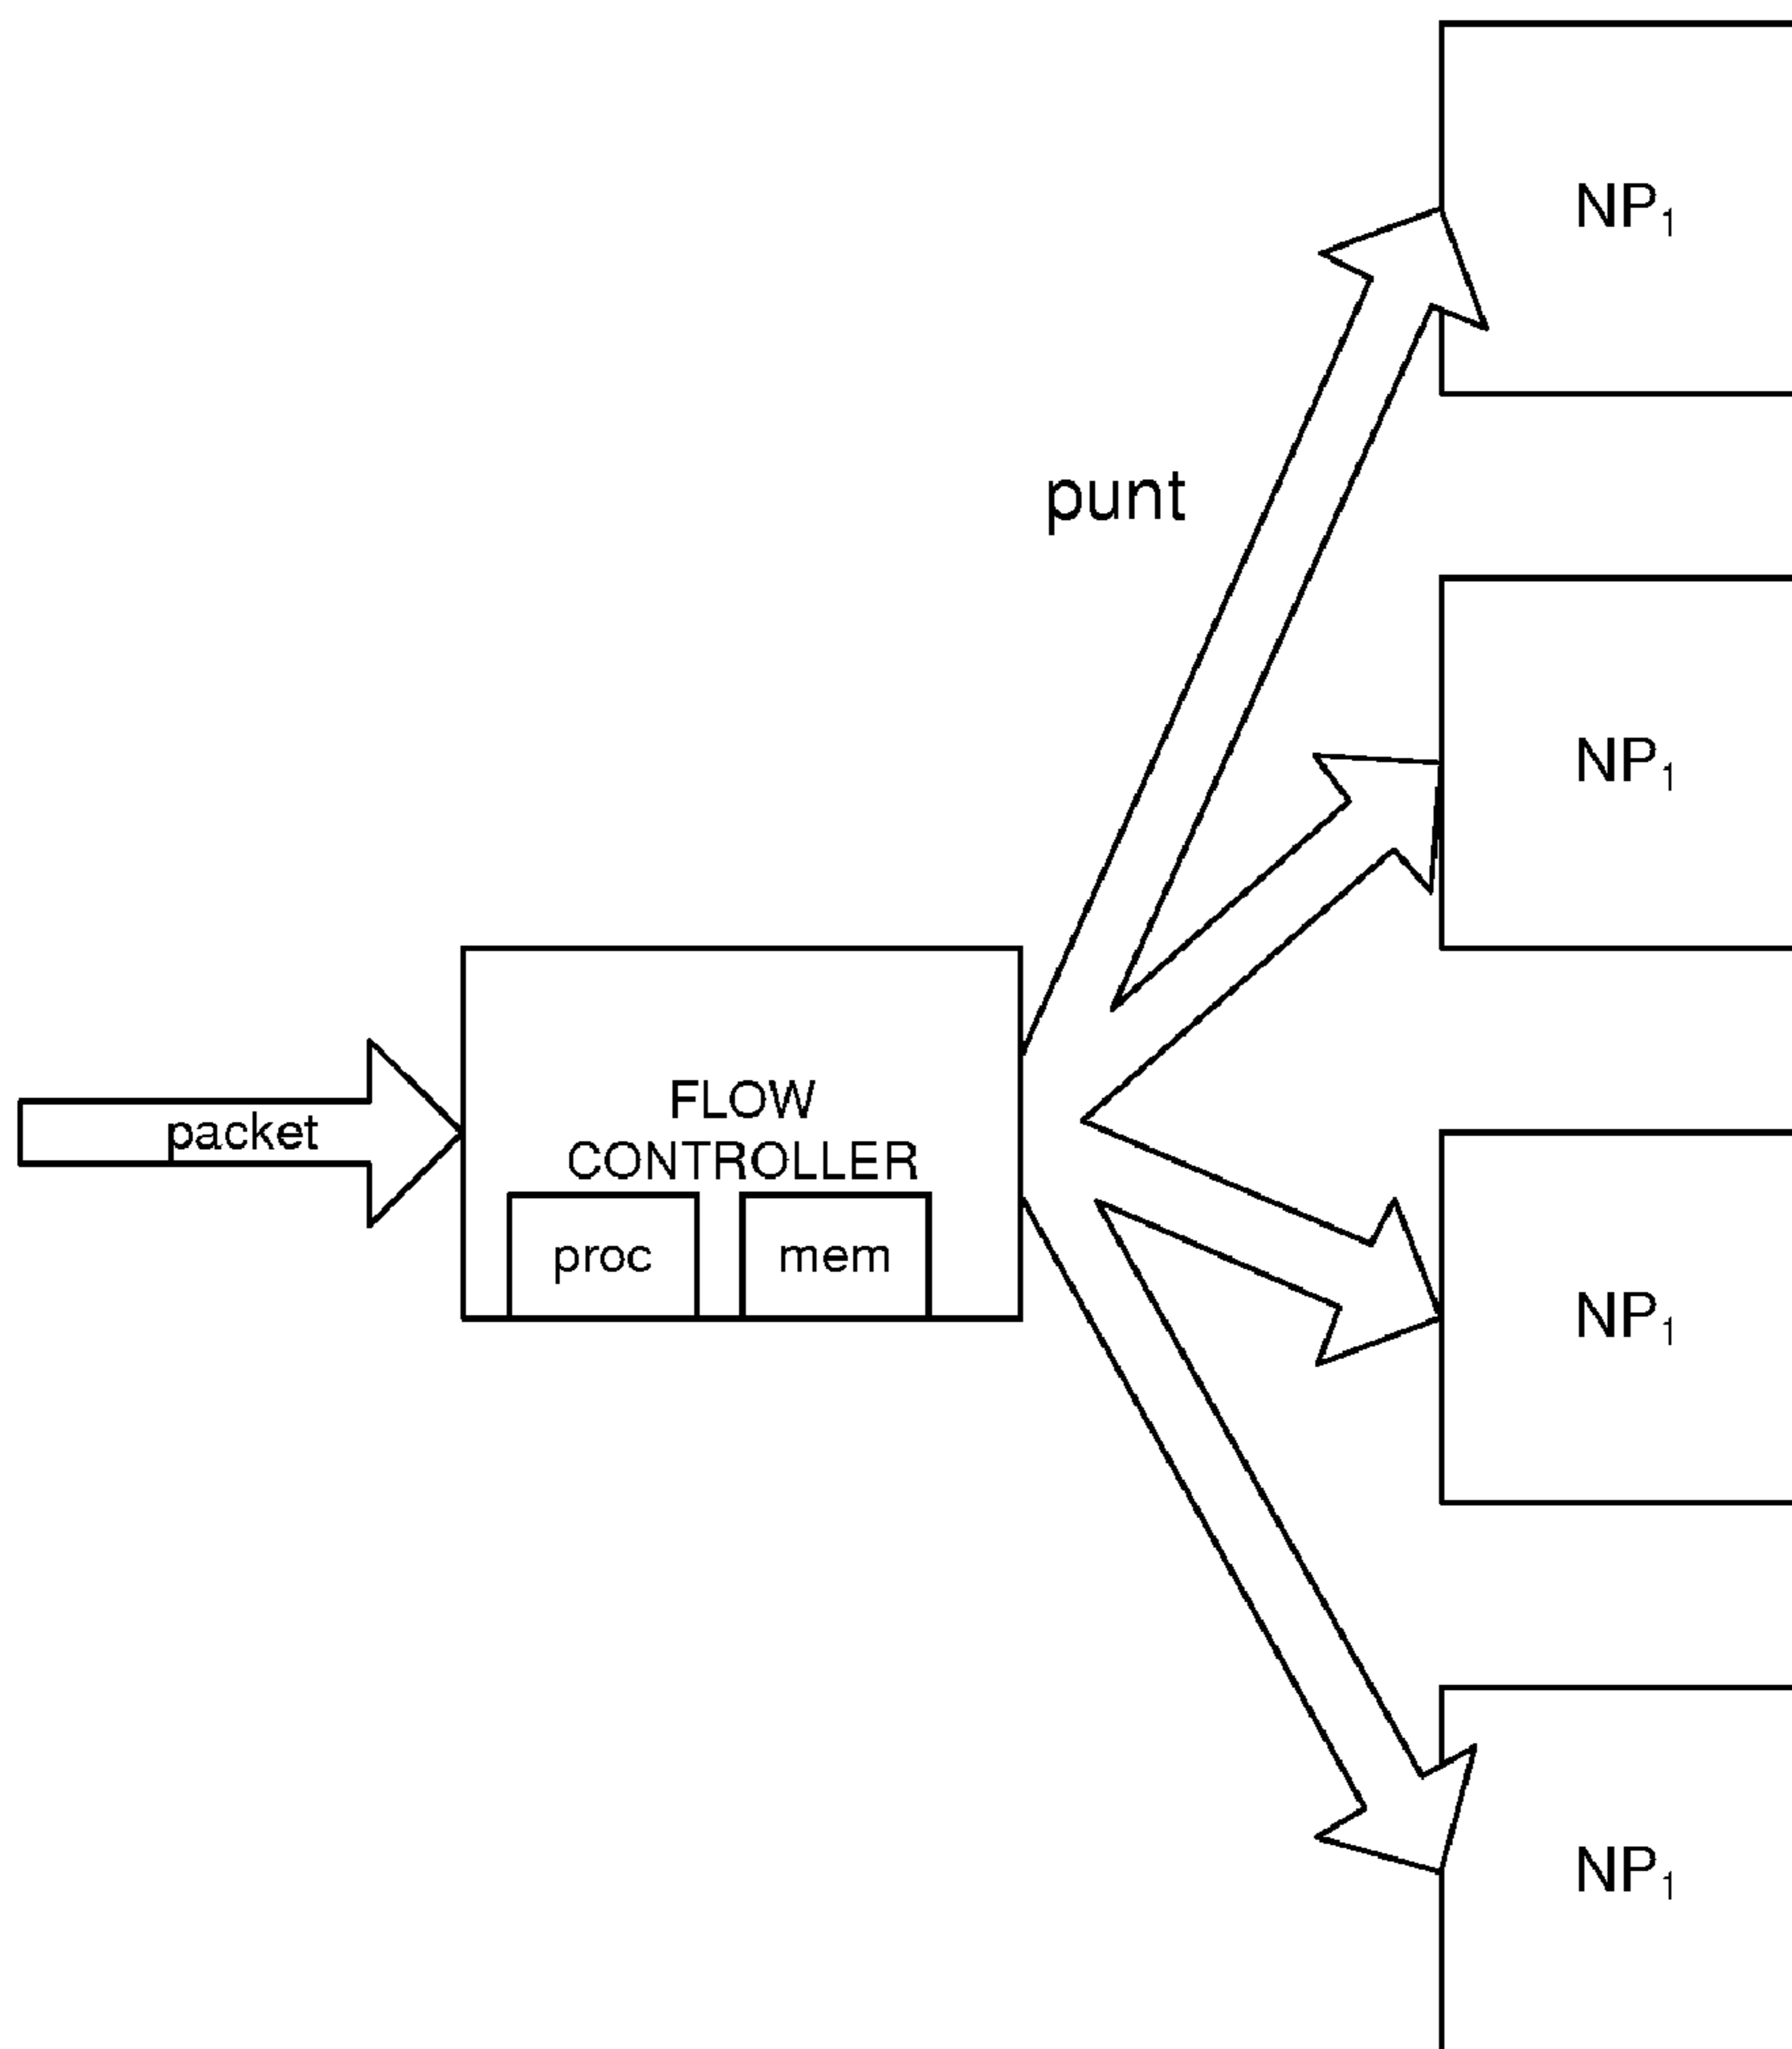 NP₁
punt
NP₁
FLOW
CONTROLLER
packet
proc
mem
NP₁
NP₁